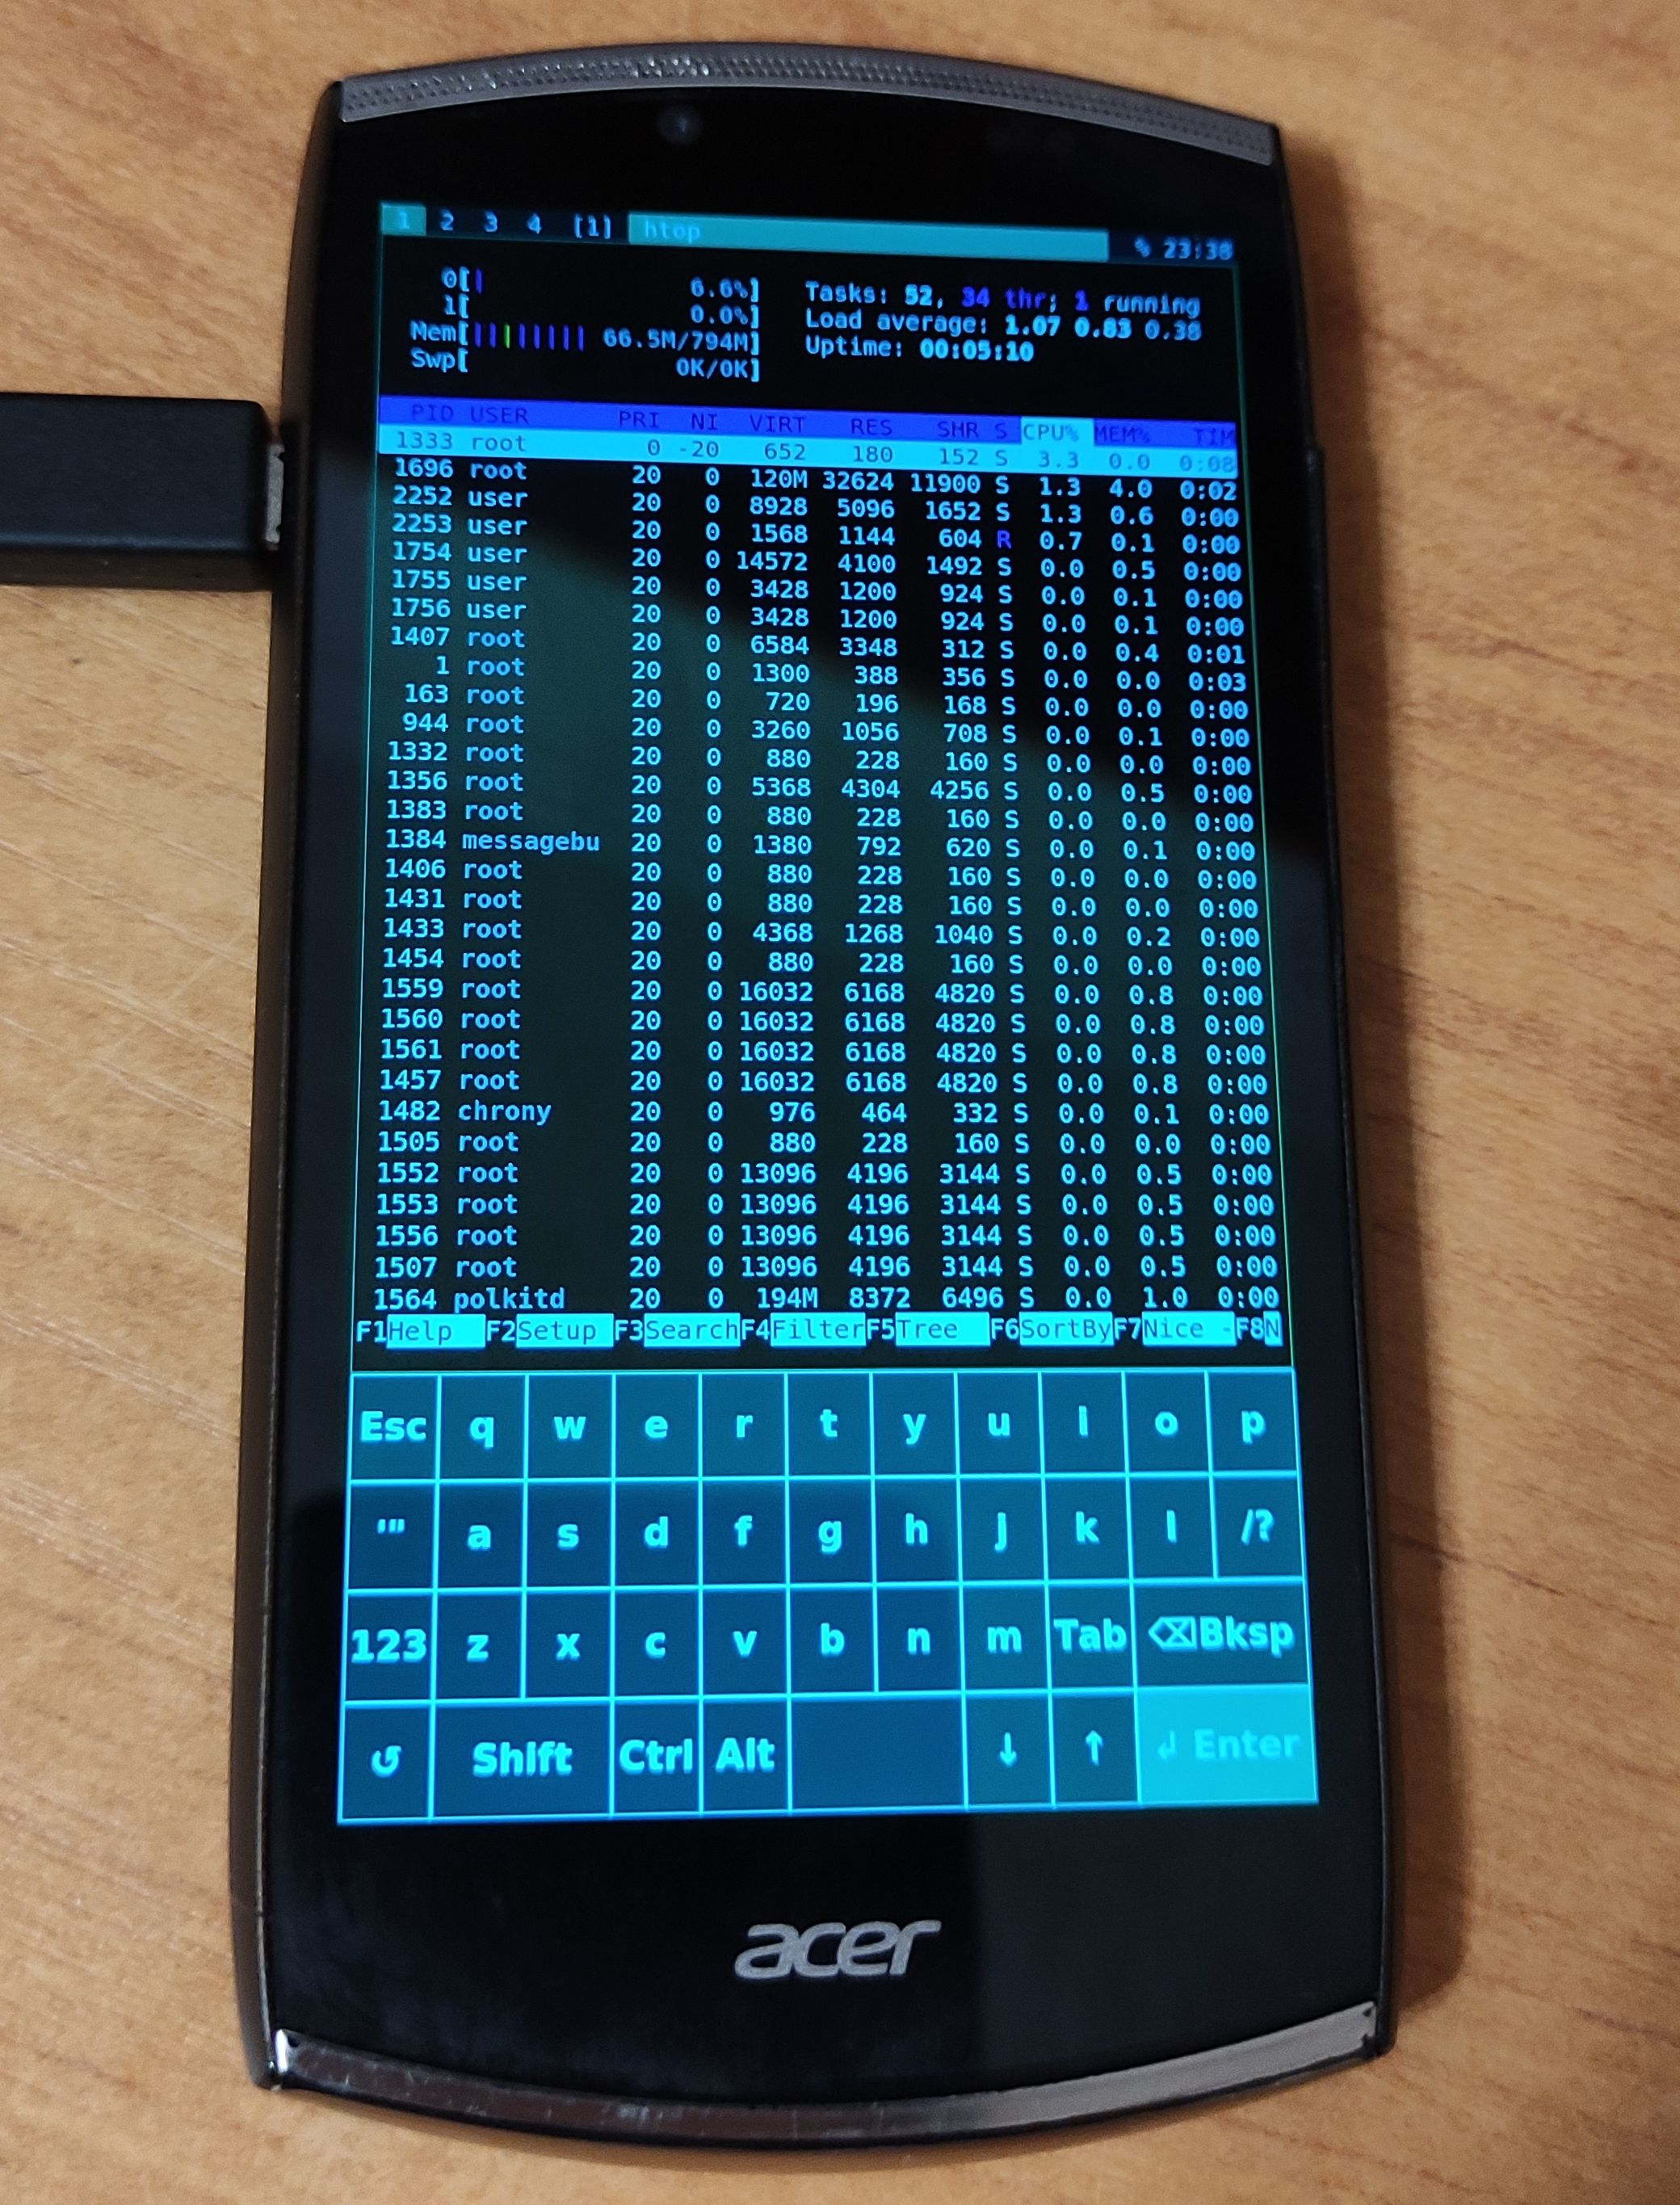 1 2 3 4 [1] htop % 23:38
0[| 6.6%] Tasks: 52, 34 thr; 1 running
1[ 0.0%] Load average: 1.07 0.83 0.38
Mem[|||||||||| 66.5M/794M] Uptime: 00:05:10
Swp[ 0K/0K]
PID USER PRI NI VIRT RES SHR S CPU% MEM% TIM
1333 root 0 -20 652 180 152 S 3.3 0.0 0:08
1696 root 20 0 120M 32624 11900 S 1.3 4.0 0:02
2252 user 20 0 8928 5096 1652 S 1.3 0.6 0:00
2253 user 20 0 1568 1144 604 R 0.7 0.1 0:00
1754 user 20 0 14572 4100 1492 S 0.0 0.5 0:00
1755 user 20 0 3428 1200 924 S 0.0 0.1 0:00
1756 user 20 0 3428 1200 924 S 0.0 0.1 0:00
1407 root 20 0 6584 3348 312 S 0.0 0.4 0:01
1 root 20 0 1300 388 356 S 0.0 0.0 0:03
163 root 20 0 720 196 168 S 0.0 0.0 0:00
944 root 20 0 3260 1056 708 S 0.0 0.1 0:00
1332 root 20 0 880 228 160 S 0.0 0.0 0:00
1356 root 20 0 5368 4304 4256 S 0.0 0.5 0:00
1383 root 20 0 880 228 160 S 0.0 0.0 0:00
1384 messagebu 20 0 1380 792 620 S 0.0 0.1 0:00
1406 root 20 0 880 228 160 S 0.0 0.0 0:00
1431 root 20 0 880 228 160 S 0.0 0.0 0:00
1433 root 20 0 4368 1268 1040 S 0.0 0.2 0:00
1454 root 20 0 880 228 160 S 0.0 0.0 0:00
1559 root 20 0 16032 6168 4820 S 0.0 0.8 0:00
1560 root 20 0 16032 6168 4820 S 0.0 0.8 0:00
1561 root 20 0 16032 6168 4820 S 0.0 0.8 0:00
1457 root 20 0 16032 6168 4820 S 0.0 0.8 0:00
1482 chrony 20 0 976 464 332 S 0.0 0.1 0:00
1505 root 20 0 880 228 160 S 0.0 0.0 0:00
1552 root 20 0 13096 4196 3144 S 0.0 0.5 0:00
1553 root 20 0 13096 4196 3144 S 0.0 0.5 0:00
1556 root 20 0 13096 4196 3144 S 0.0 0.5 0:00
1507 root 20 0 13096 4196 3144 S 0.0 0.5 0:00
1564 polkitd 20 0 194M 8372 6496 S 0.0 1.0 0:00
F1Help F2Setup F3SearchF4FilterF5Tree F6SortByF7Nice -F8N
Esc q w e r t y u i o p
'" a s d f g h j k l /?
123 z x c v b n m Tab ⌫Bksp
↺ Shift Ctrl Alt ↓ ↑ ↲ Enter
acer